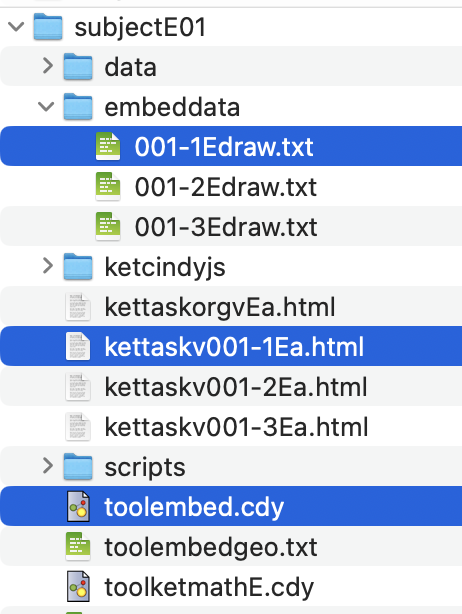 subjectE01
data
embeddata
001-1Edraw.txt
001-2Edraw.txt
001-3Edraw.txt
ketcindyjs
kettaskorgvEa.html
kettaskv001-1Ea.html
kettaskv001-2Ea.html
kettaskv001-3Ea.html
scripts
toolembed.cdy
toolembedgeo.txt
toolketmathE.cdy